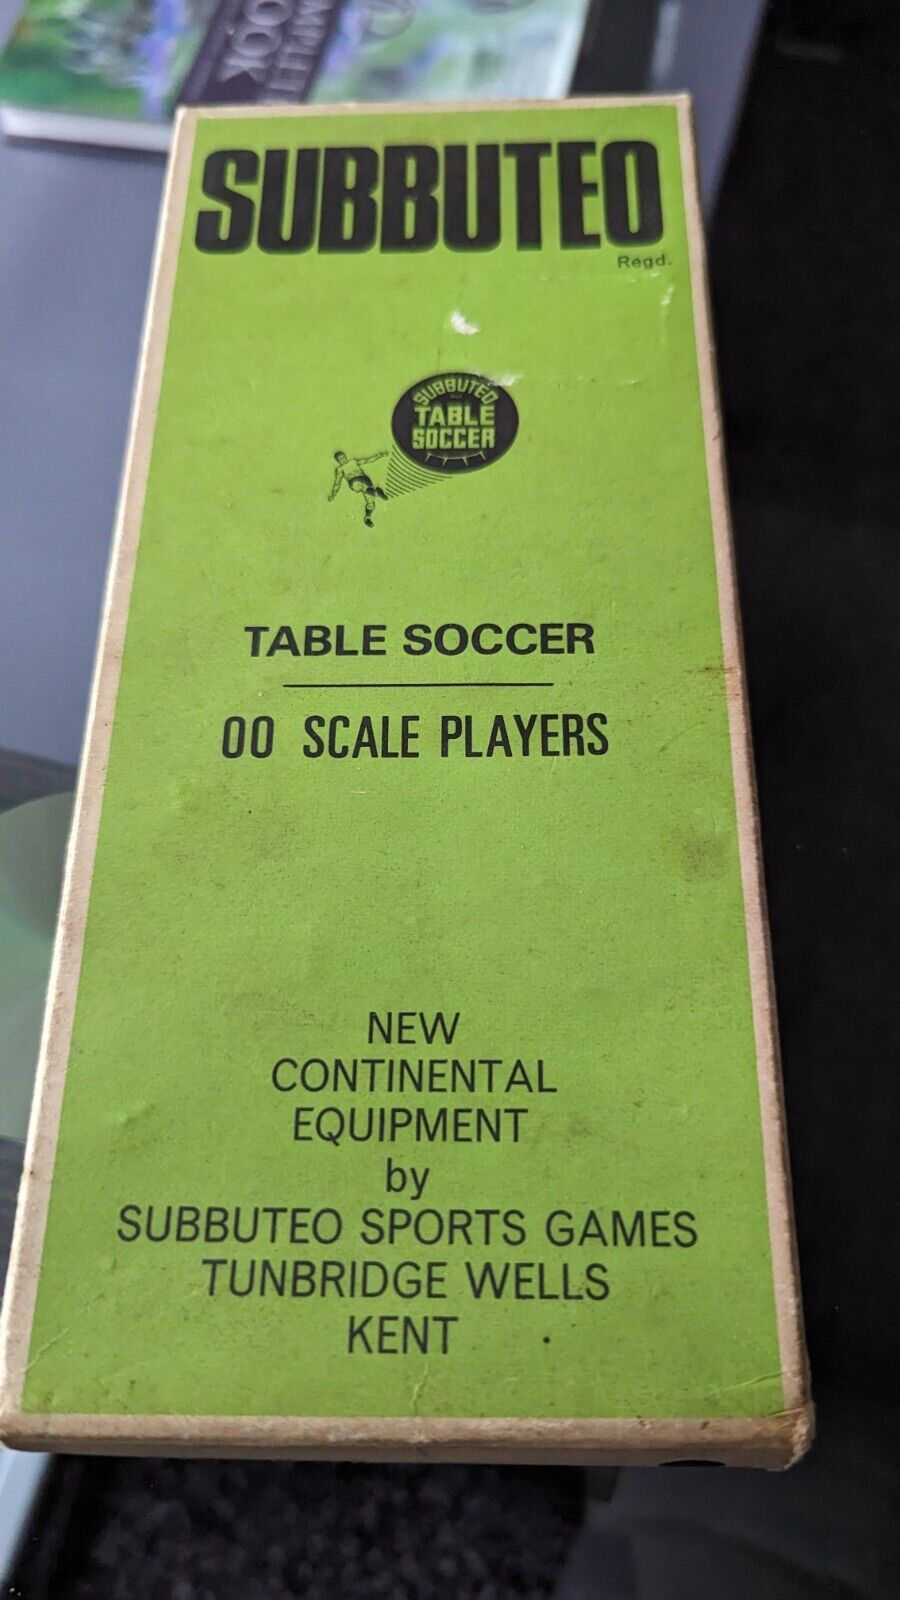 SUBBUTEO
Regd.
SUBBUTEO
TABLE
SOCCER
TABLE SOCCER
00 SCALE PLAYERS
NEW
CONTINENTAL
EQUIPMENT
by
SUBBUTEO SPORTS GAMES
TUNBRIDGE WELLS
KENT